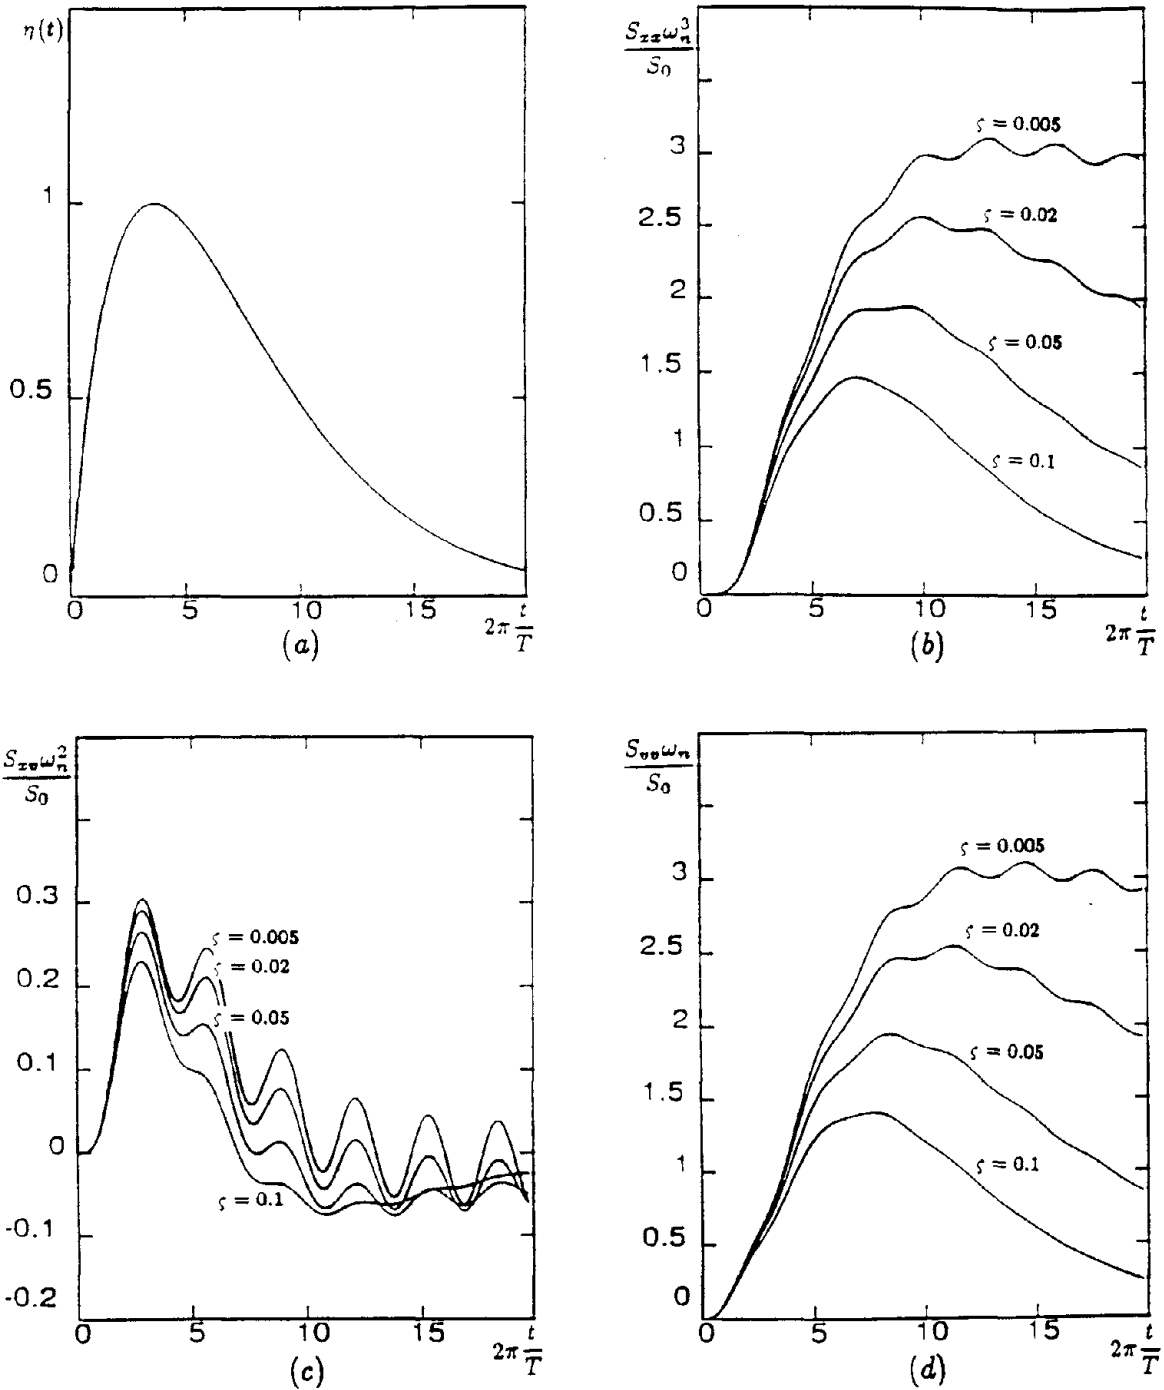 η(t)
1
0.5
0
0 5 10 15
2π t/T
(a)
S_xx ω_n^3 / S_0
3
2.5
2
1.5
1
0.5
0
ζ = 0.005
ζ = 0.02
ζ = 0.05
ζ = 0.1
0 5 10 15
2π t/T
(b)
S_xv ω_n^2 / S_0
0.3
0.2
0.1
0
-0.1
-0.2
ζ = 0.005
ζ = 0.02
ζ = 0.05
ζ = 0.1
0 5 10 15
2π t/T
(c)
S_vv ω_n / S_0
3
2.5
2
1.5
1
0.5
0
ζ = 0.005
ζ = 0.02
ζ = 0.05
ζ = 0.1
0 5 10 15
2π t/T
(d)